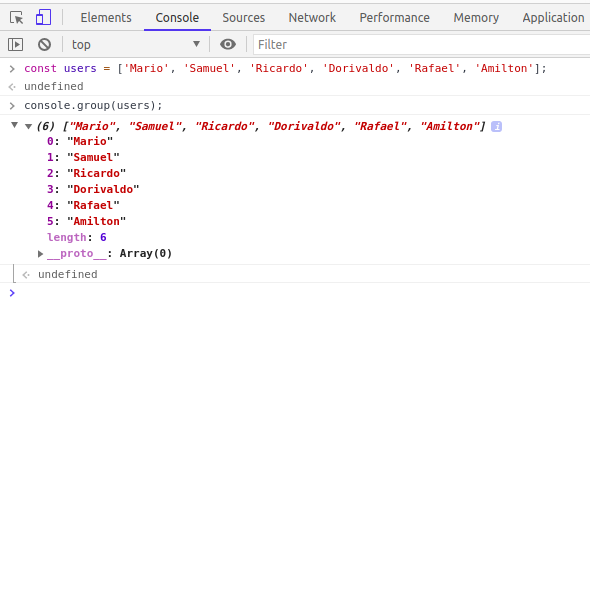 Elements Console Sources Network Performance Memory Application
top Filter
const users = ['Mario', 'Samuel', 'Ricardo', 'Dorivaldo', 'Rafael', 'Amilton'];
undefined
console.group(users);
(6) ["Mario", "Samuel", "Ricardo", "Dorivaldo", "Rafael", "Amilton"] i
0: "Mario"
1: "Samuel"
2: "Ricardo"
3: "Dorivaldo"
4: "Rafael"
5: "Amilton"
length: 6
__proto__: Array(0)
undefined